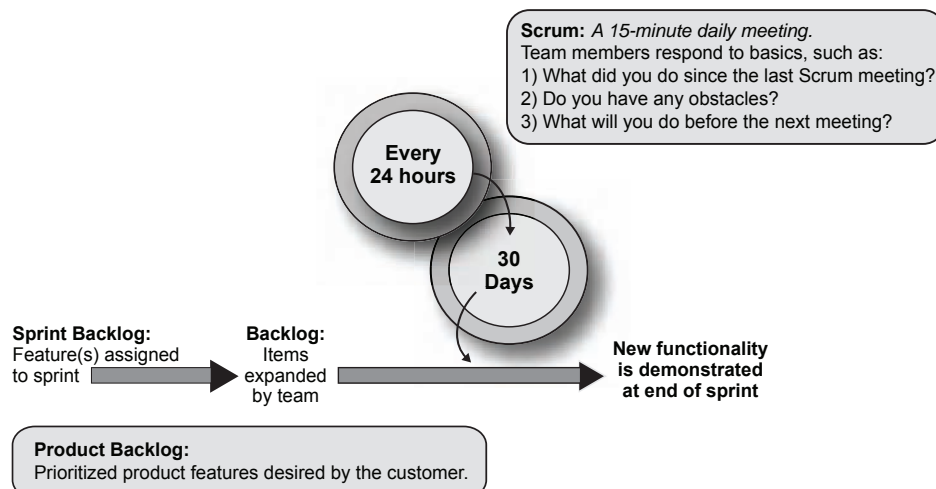 Scrum: A 15-minute daily meeting.
Team members respond to basics, such as:
1) What did you do since the last Scrum meeting?
2) Do you have any obstacles?
3) What will you do before the next meeting?
Every
24 hours
30
Days
Sprint Backlog:
Feature(s) assigned
to sprint
Backlog:
Items
expanded
by team
New functionality
is demonstrated
at end of sprint
Product Backlog:
Prioritized product features desired by the customer.